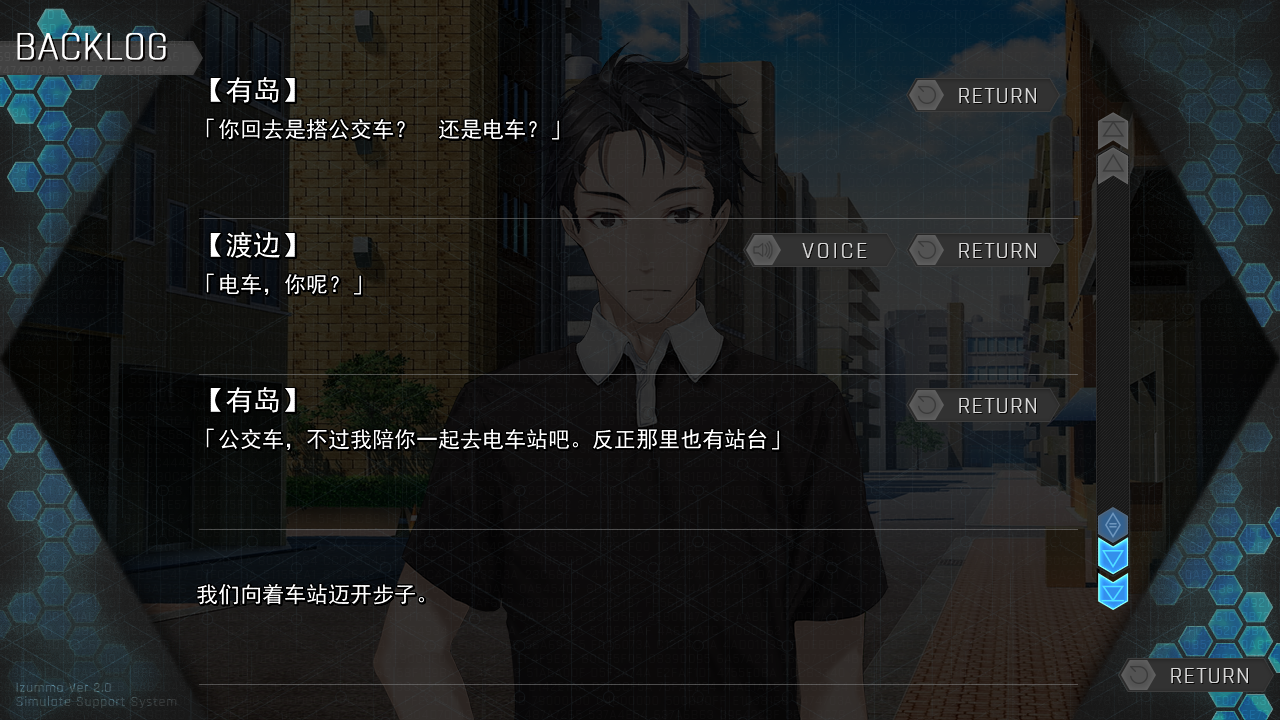 BACKLOG
【有岛】
RETURN
「你回去是搭公交车？　还是电车？」
【渡边】
VOICE
RETURN
「电车，你呢？」
【有岛】
RETURN
「公交车，不过我陪你一起去电车站吧。反正那里也有站台」
我们向着车站迈开步子。
RETURN
Izumma Ver 2.0
Simulate Support System